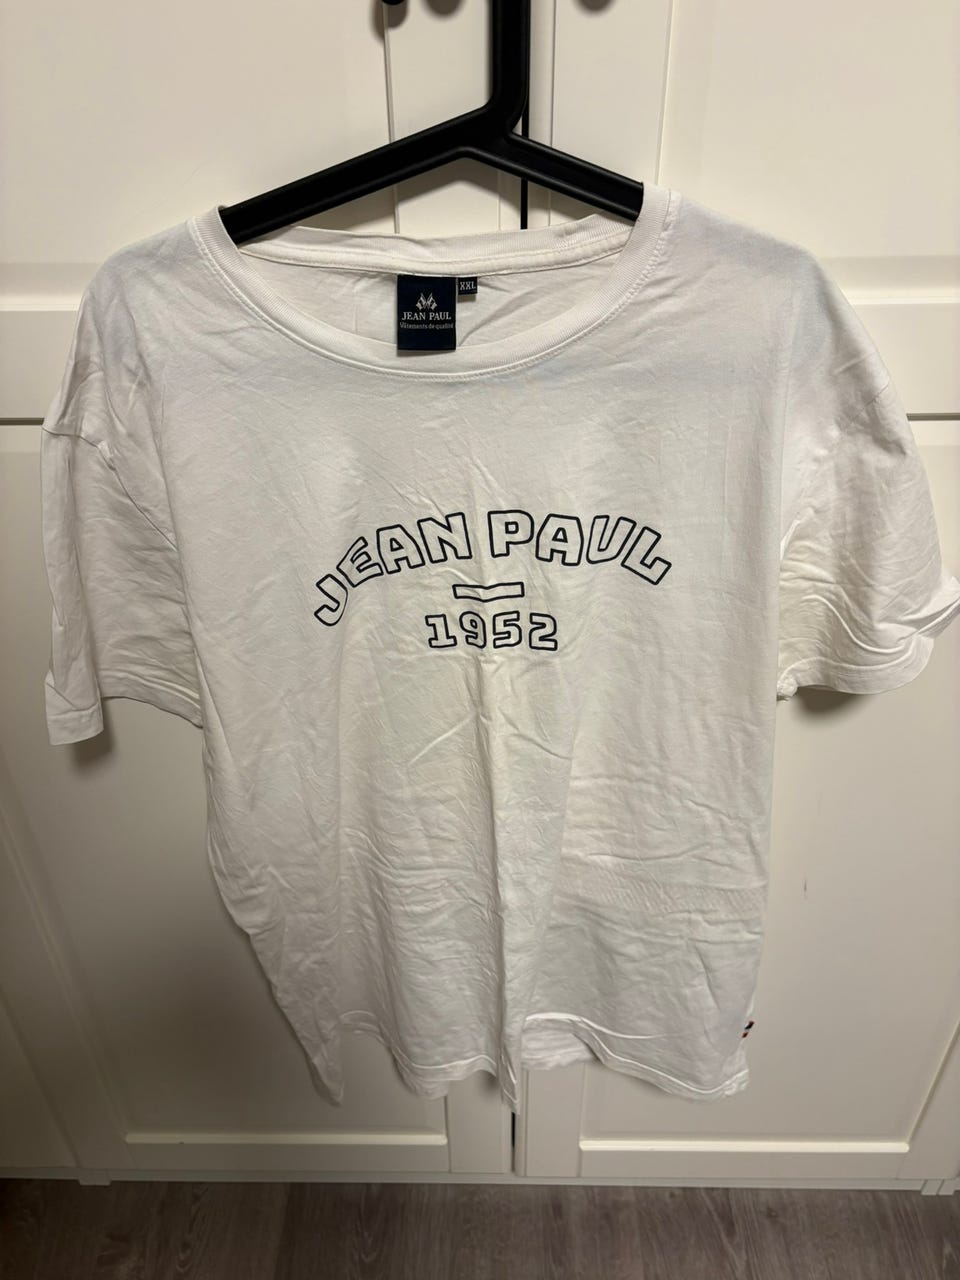 XXL
JEAN PAUL
Vêtements de qualité
JEAN PAUL
1952